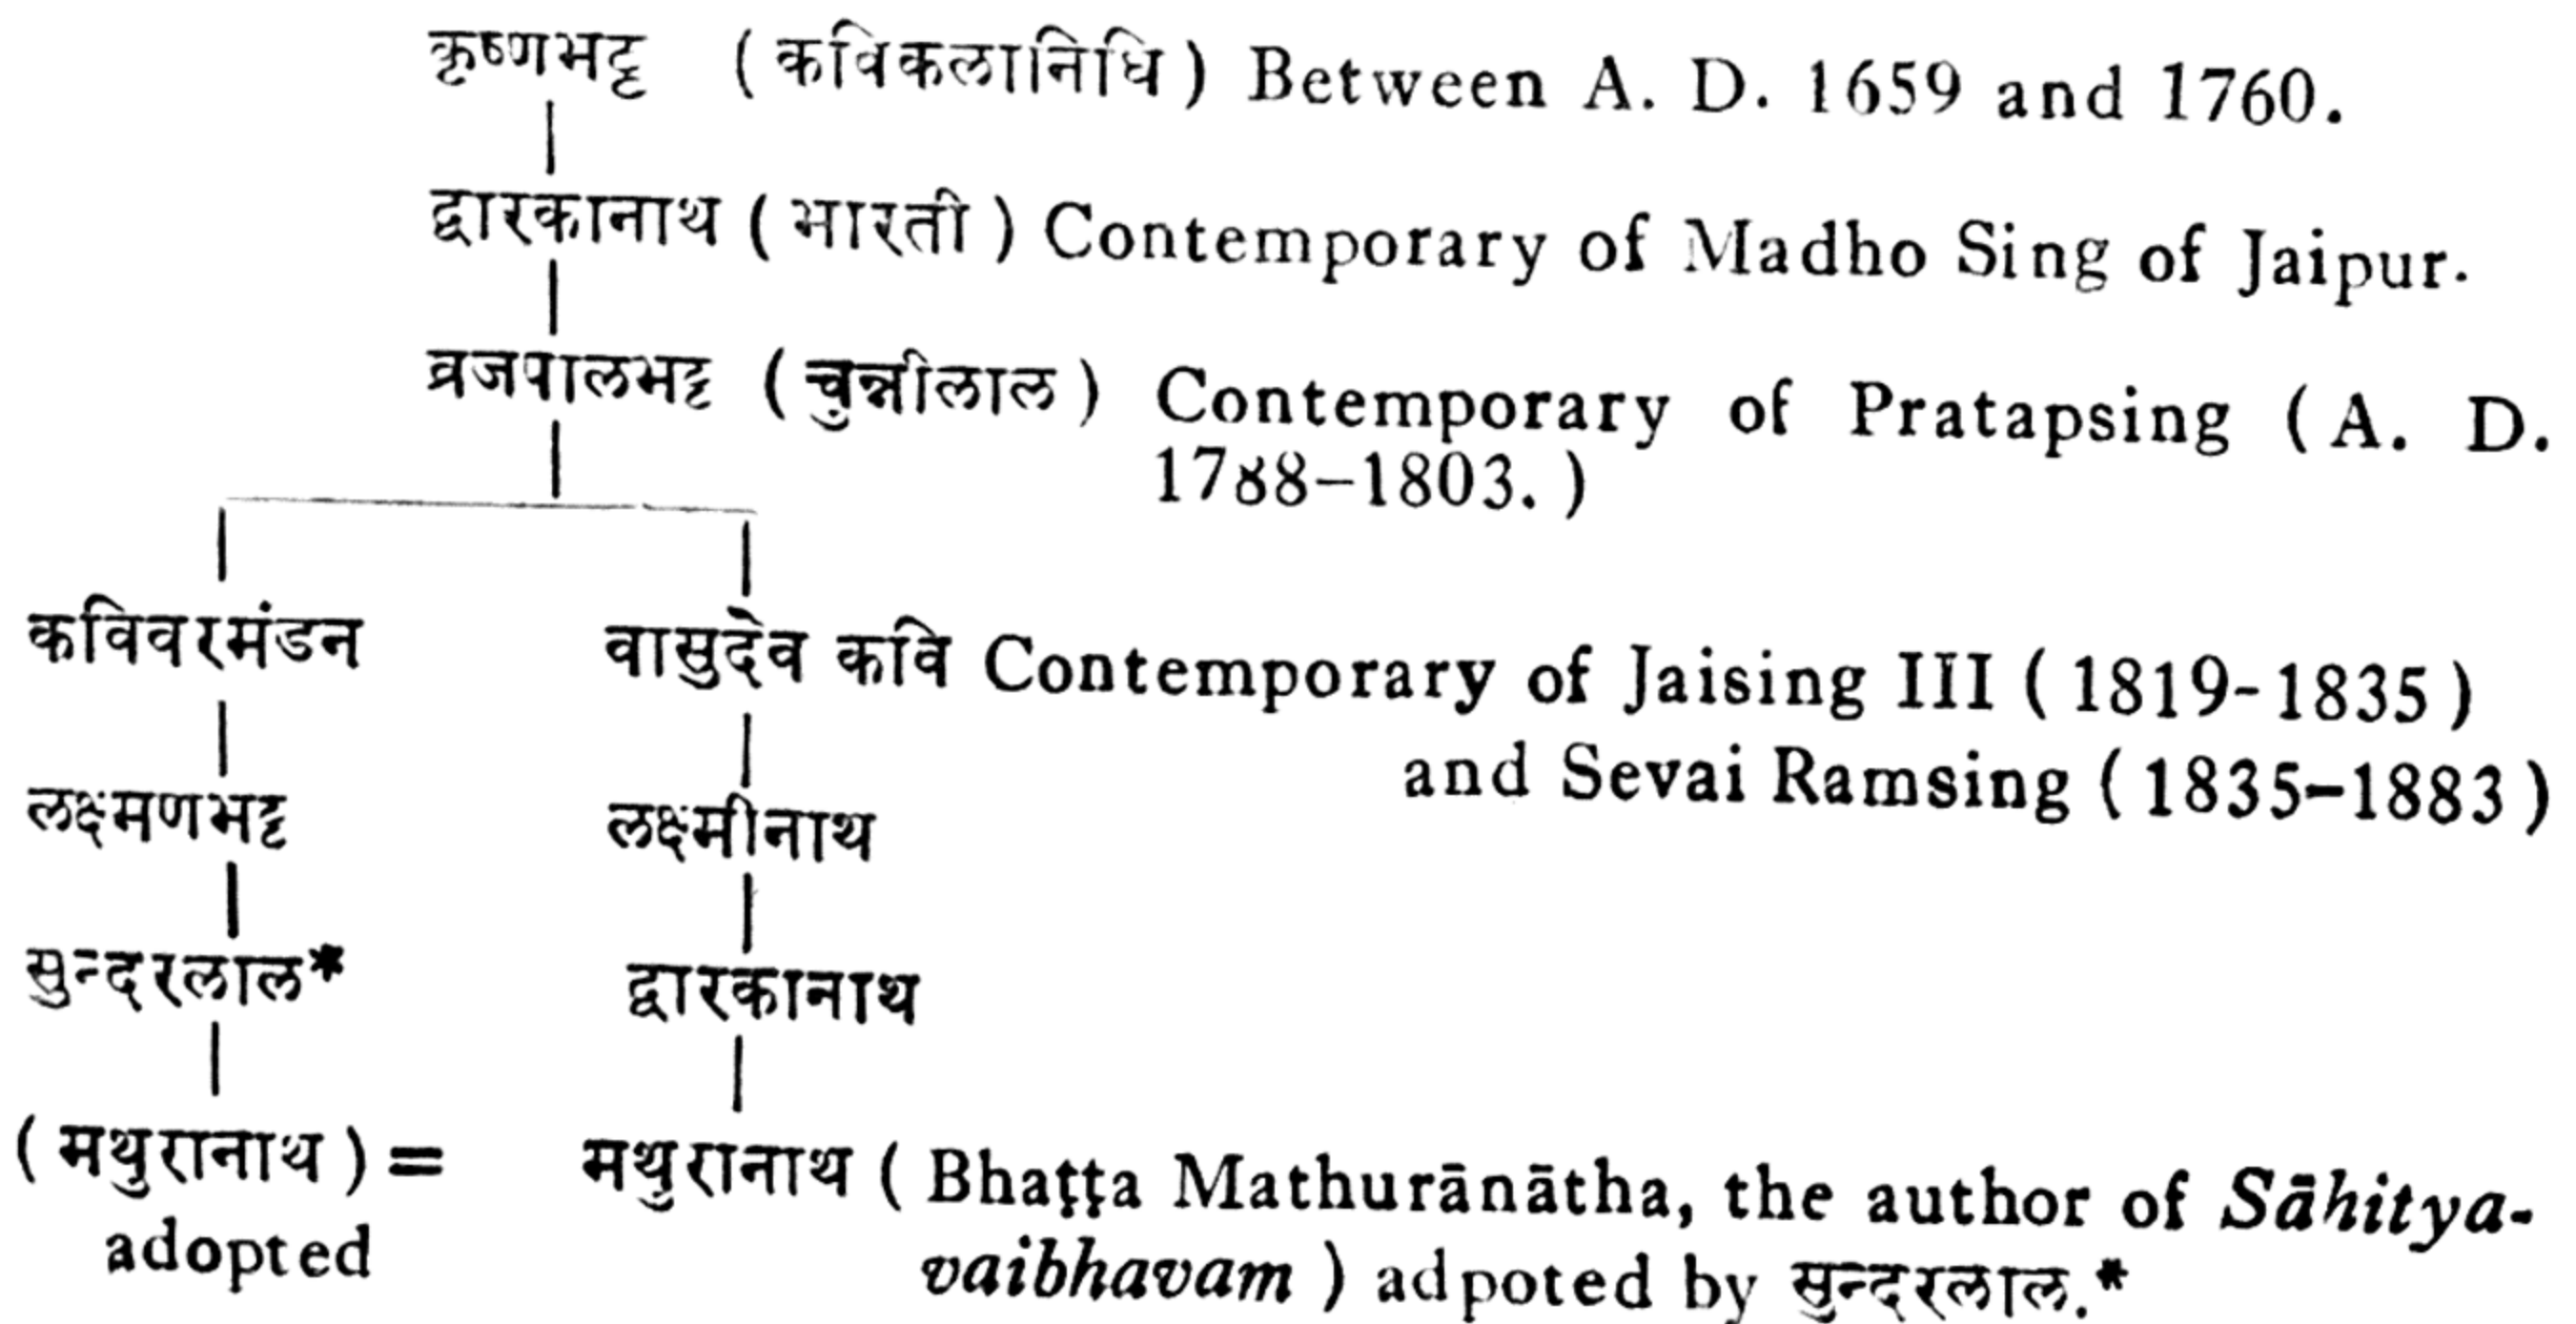 कृष्णभट्ट ( कविकलानिधि ) Between A. D. 1659 and 1760.
द्वारकानाथ ( भारती ) Contemporary of Madho Sing of Jaipur.
व्रजपालभट्ट ( चुन्नीलाल ) Contemporary of Pratapsing ( A. D.
1788–1803. )
कविवरमंडन वासुदेव कवि Contemporary of Jaising III ( 1819-1835 )
and Sevai Ramsing ( 1835–1883 )
लक्ष्मणभट्ट लक्ष्मीनाथ
सुन्दरलाल* द्वारकानाथ
( मथुरानाथ ) = मथुरानाथ ( Bhaṭṭa Mathurānātha, the author of Sāhitya-
adopted vaibhavam ) adpoted by सुन्दरलाल.*